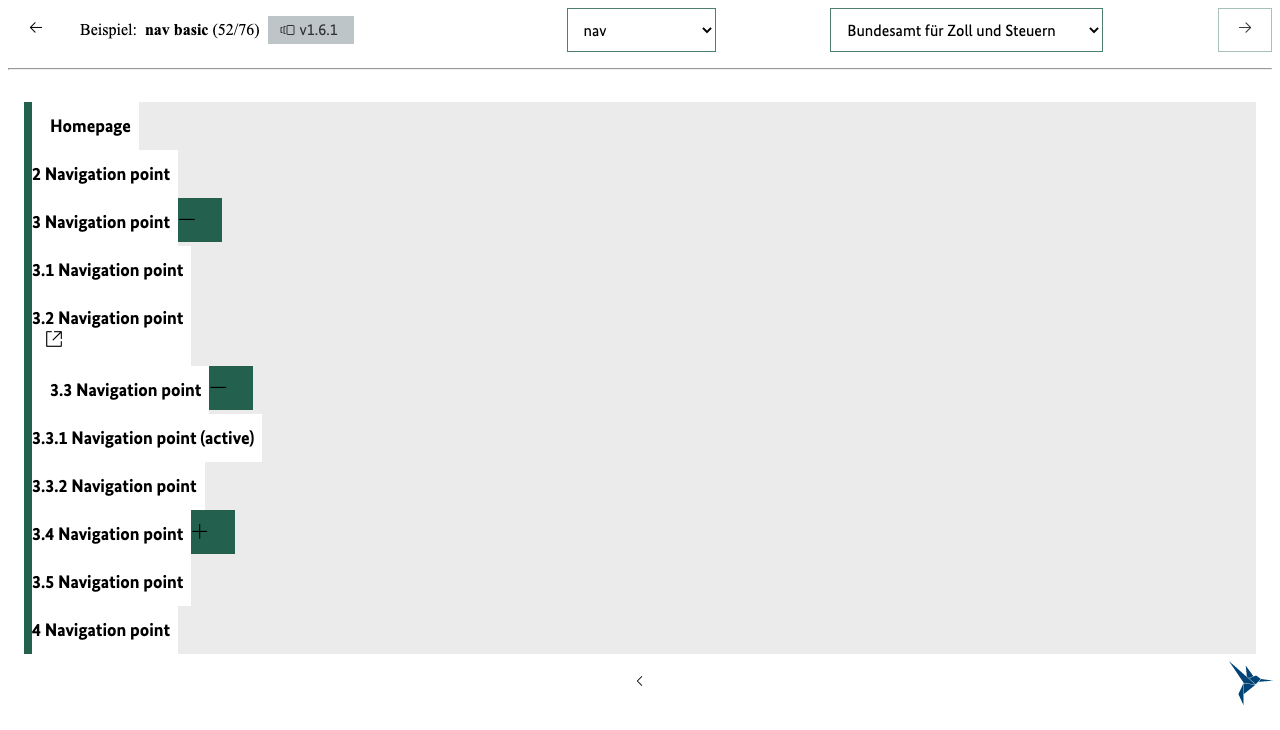 Beispiel: nav basic (52/76) v1.6.1 nav Bundesamt für Zoll und Steuern
Homepage
2 Navigation point
3 Navigation point
3.1 Navigation point
3.2 Navigation point
3.3 Navigation point
3.3.1 Navigation point (active)
3.3.2 Navigation point
3.4 Navigation point
3.5 Navigation point
4 Navigation point